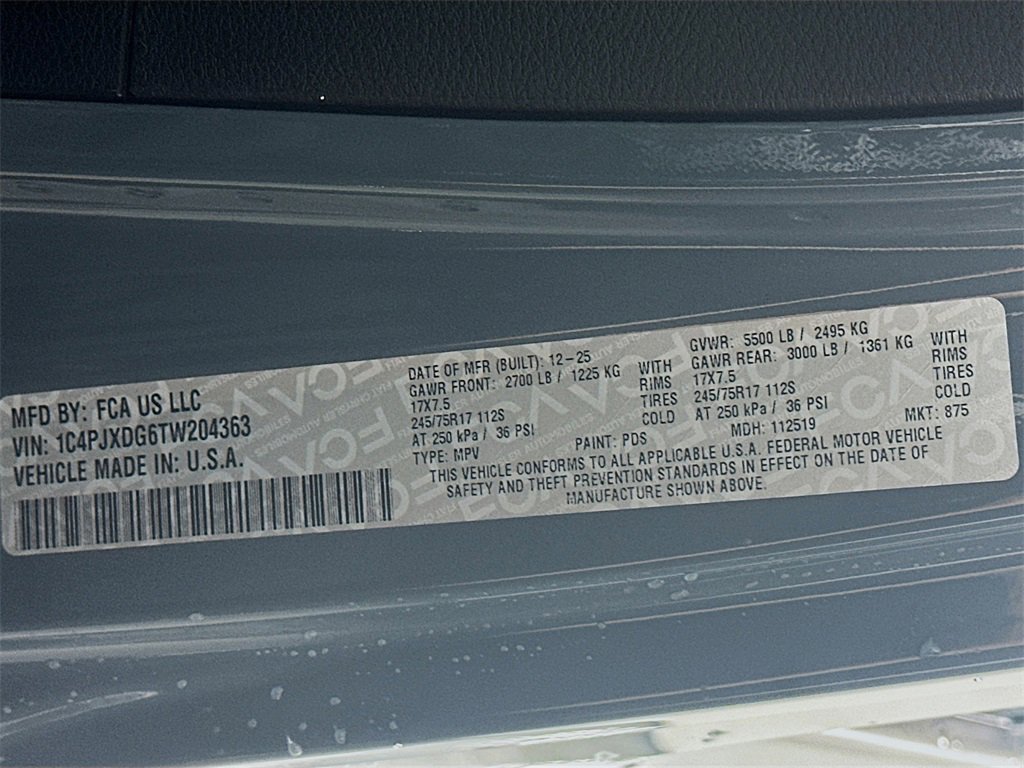 MFD BY: FCA US LLC
VIN: 1C4PJXDG6TW204363
VEHICLE MADE IN: U.S.A.
DATE OF MFR (BUILT): 12-25
GAWR FRONT: 2700 LB / 1225 KG WITH
17X7.5 RIMS
245/75R17 112S TIRES
AT 250 kPa / 36 PSI COLD
TYPE: MPV PAINT: PDS
GVWR: 5500 LB / 2495 KG
GAWR REAR: 3000 LB / 1361 KG WITH
17X7.5 RIMS
245/75R17 112S TIRES
AT 250 kPa / 36 PSI COLD
MDH: 112519 MKT: 875
THIS VEHICLE CONFORMS TO ALL APPLICABLE U.S.A. FEDERAL MOTOR VEHICLE
SAFETY AND THEFT PREVENTION STANDARDS IN EFFECT ON THE DATE OF
MANUFACTURE SHOWN ABOVE.